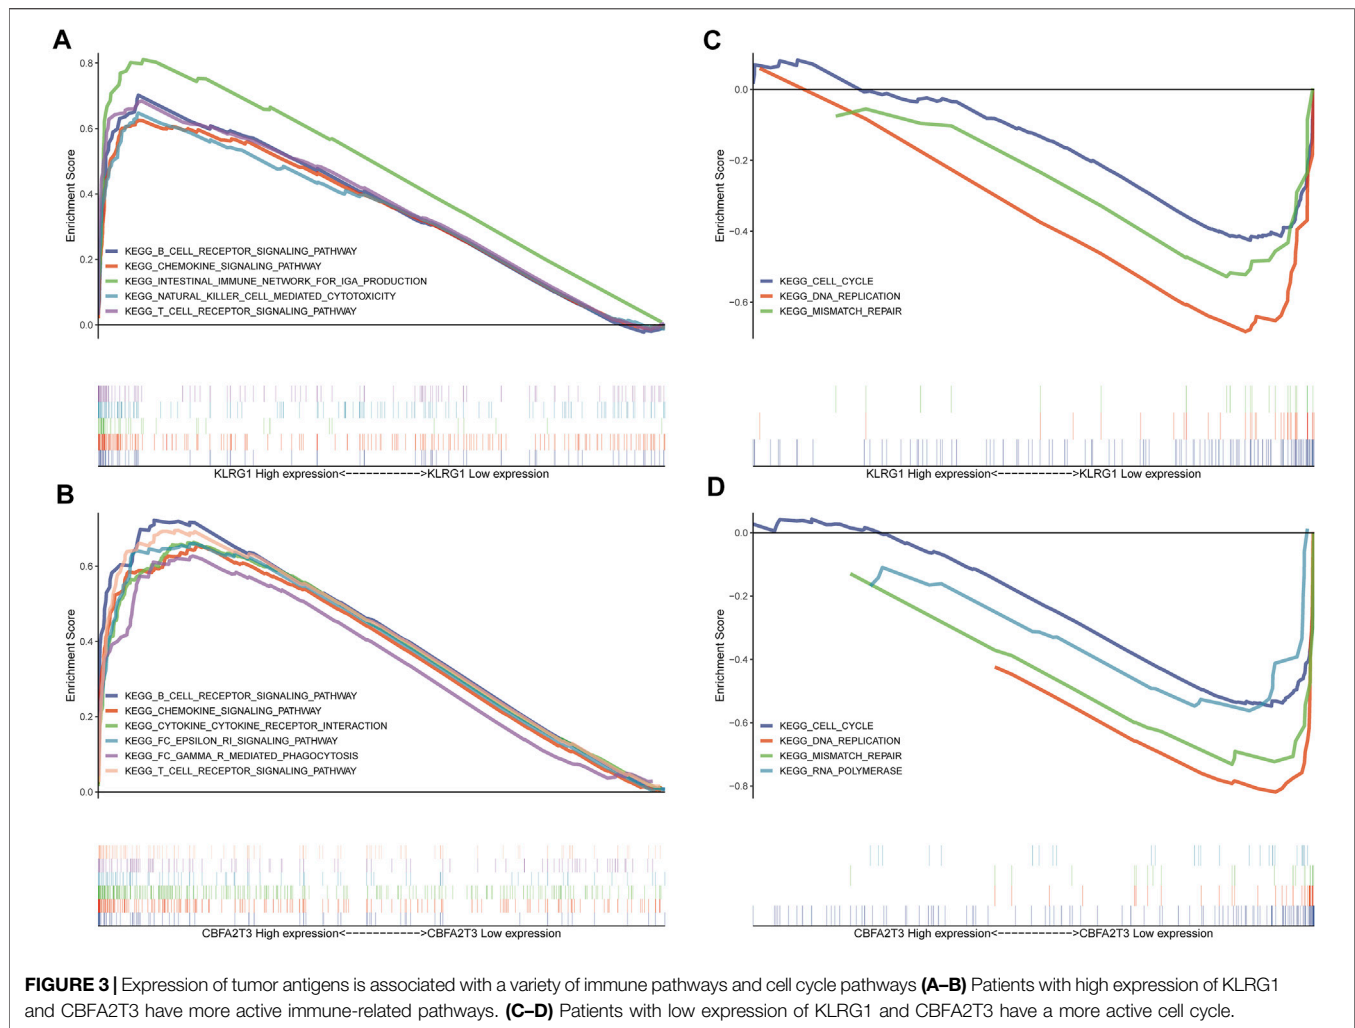 A
Enrichment Score
0.8
0.6
0.4
0.2
0.0
KEGG_B_CELL_RECEPTOR_SIGNALING_PATHWAY
KEGG_CHEMOKINE_SIGNALING_PATHWAY
KEGG_INTESTINAL_IMMUNE_NETWORK_FOR_IGA_PRODUCTION
KEGG_NATURAL_KILLER_CELL_MEDIATED_CYTOTOXICITY
KEGG_T_CELL_RECEPTOR_SIGNALING_PATHWAY
KLRG1 High expression<----------->KLRG1 Low expression
C
Enrichment Score
0.0
−0.2
−0.4
−0.6
KEGG_CELL_CYCLE
KEGG_DNA_REPLICATION
KEGG_MISMATCH_REPAIR
KLRG1 High expression<----------->KLRG1 Low expression
B
Enrichment Score
0.6
0.4
0.2
0.0
KEGG_B_CELL_RECEPTOR_SIGNALING_PATHWAY
KEGG_CHEMOKINE_SIGNALING_PATHWAY
KEGG_CYTOKINE_CYTOKINE_RECEPTOR_INTERACTION
KEGG_FC_EPSILON_RI_SIGNALING_PATHWAY
KEGG_FC_GAMMA_R_MEDIATED_PHAGOCYTOSIS
KEGG_T_CELL_RECEPTOR_SIGNALING_PATHWAY
CBFA2T3 High expression<----------->CBFA2T3 Low expression
D
Enrichment Score
0.0
−0.2
−0.4
−0.6
−0.8
KEGG_CELL_CYCLE
KEGG_DNA_REPLICATION
KEGG_MISMATCH_REPAIR
KEGG_RNA_POLYMERASE
CBFA2T3 High expression<----------->CBFA2T3 Low expression
FIGURE 3 | Expression of tumor antigens is associated with a variety of immune pathways and cell cycle pathways (A–B) Patients with high expression of KLRG1
and CBFA2T3 have more active immune-related pathways. (C–D) Patients with low expression of KLRG1 and CBFA2T3 have a more active cell cycle.